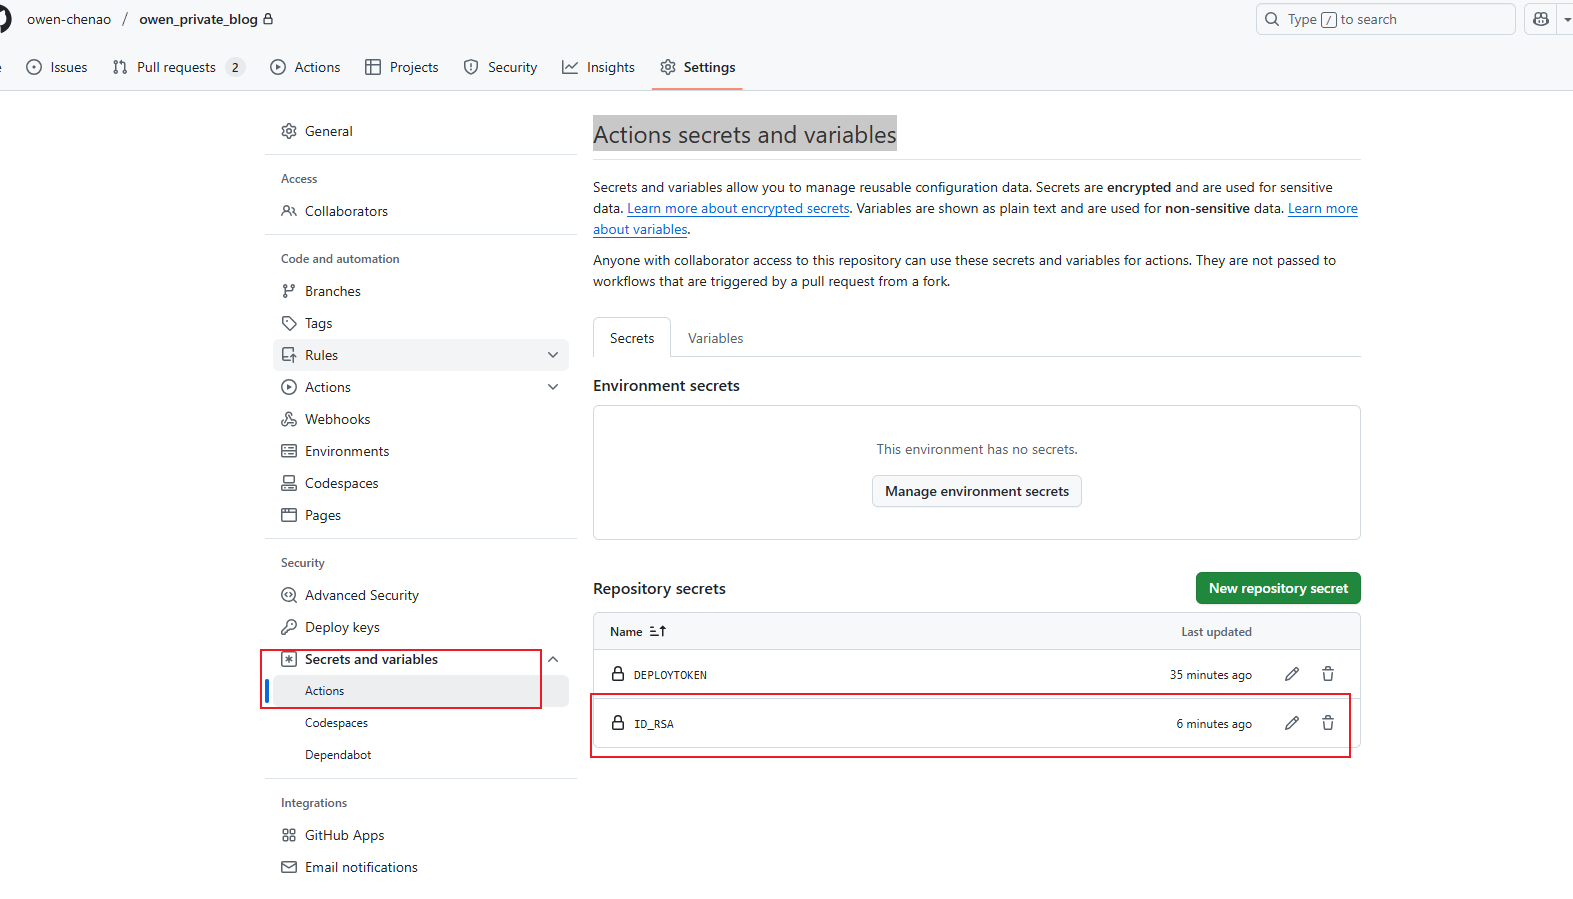 owen-chenao / owen_private_blog
Type / to search
Issues
Pull requests 2
Actions
Projects
Security
Insights
Settings
General
Access
Collaborators
Code and automation
Branches
Tags
Rules
Actions
Webhooks
Environments
Codespaces
Pages
Security
Advanced Security
Deploy keys
Secrets and variables
Actions
Codespaces
Dependabot
Integrations
GitHub Apps
Email notifications
Actions secrets and variables
Secrets and variables allow you to manage reusable configuration data. Secrets are encrypted and are used for sensitive
data. Learn more about encrypted secrets. Variables are shown as plain text and are used for non-sensitive data. Learn more
about variables.
Anyone with collaborator access to this repository can use these secrets and variables for actions. They are not passed to
workflows that are triggered by a pull request from a fork.
Secrets
Variables
Environment secrets
This environment has no secrets.
Manage environment secrets
Repository secrets
New repository secret
Name
Last updated
DEPLOYTOKEN
35 minutes ago
ID_RSA
6 minutes ago